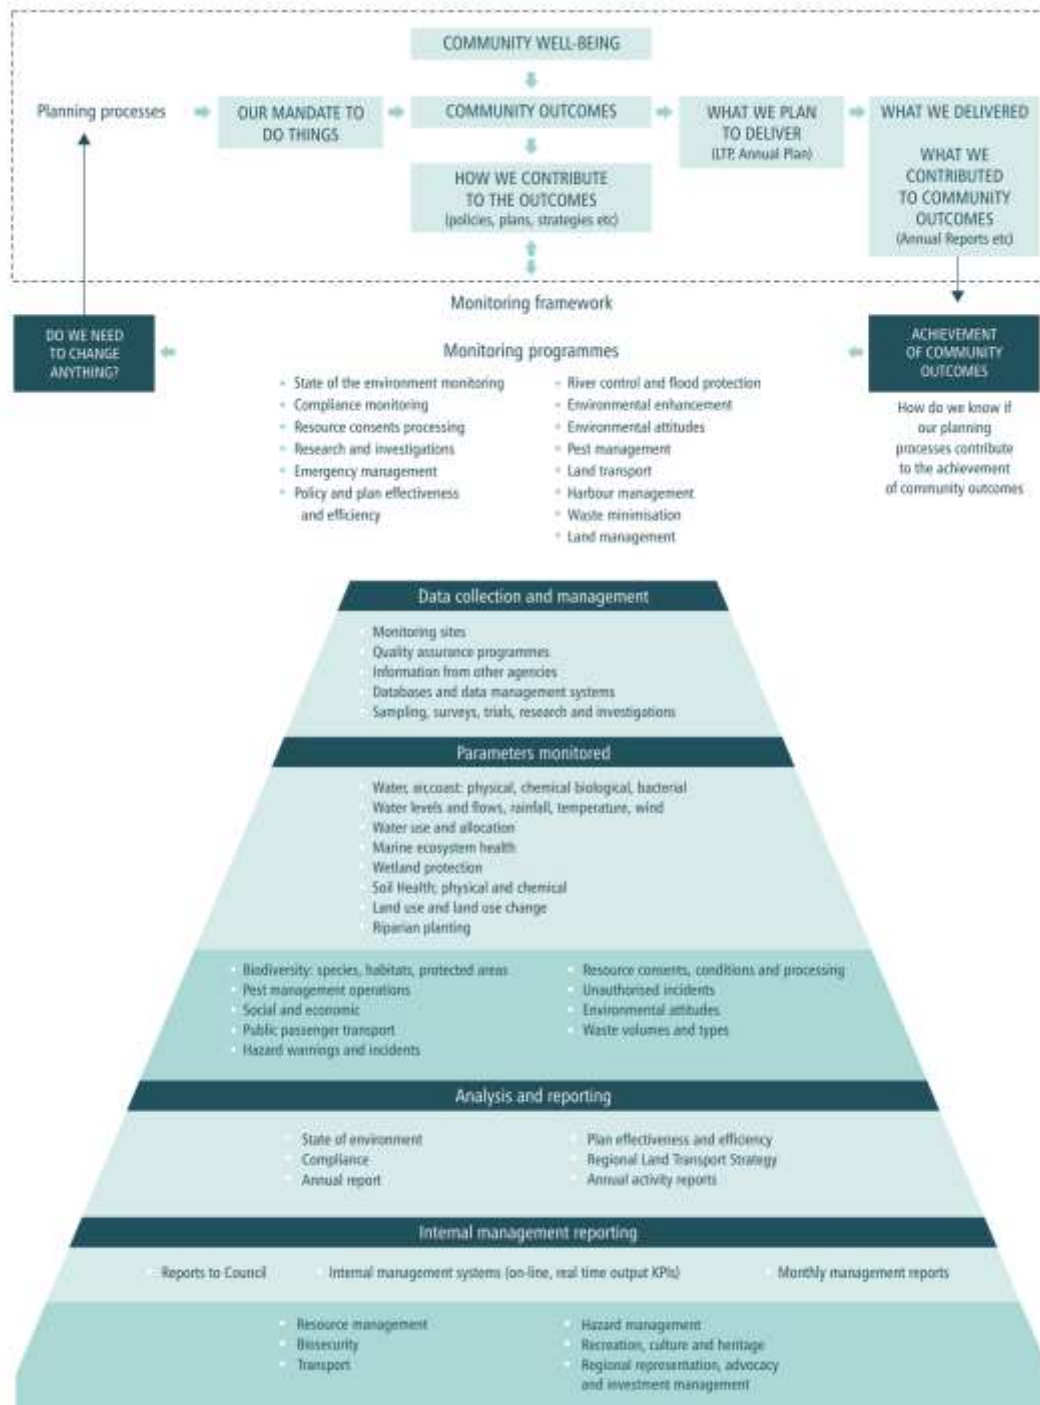 COMMUNITY WELL-BEING
Planning processes
OUR MANDATE TO
DO THINGS
COMMUNITY OUTCOMES
WHAT WE PLAN
TO DELIVER
(LTP, Annual Plan)
WHAT WE DELIVERED
WHAT WE
CONTRIBUTED
TO COMMUNITY
OUTCOMES
(Annual Reports etc)
HOW WE CONTRIBUTE
TO THE OUTCOMES
(policies, plans, strategies etc)
Monitoring framework
DO WE NEED
TO CHANGE
ANYTHING?
Monitoring programmes
State of the environment monitoring
Compliance monitoring
Resource consents processing
Research and investigations
Emergency management
Policy and plan effectiveness
and efficiency
River control and flood protection
Environmental enhancement
Environmental attitudes
Pest management
Land transport
Harbour management
Waste minimisation
Land management
ACHIEVEMENT
OF COMMUNITY
OUTCOMES
How do we know if
our planning
processes contribute
to the achievement
of community outcomes
Data collection and management
Monitoring sites
Quality assurance programmes
Information from other agencies
Databases and data management systems
Sampling, surveys, trials, research and investigations
Parameters monitored
Water, air,coast: physical, chemical biological, bacterial
Water levels and flows, rainfall, temperature, wind
Water use and allocation
Marine ecosystem health
Wetland protection
Soil Health; physical and chemical
Land use and land use change
Riparian planting
Biodiversity: species, habitats, protected areas
Pest management operations
Social and economic
Public passenger transport
Hazard warnings and incidents
Resource consents, conditions and processing
Unauthorised incidents
Environmental attitudes
Waste volumes and types
Analysis and reporting
State of environment
Compliance
Annual report
Plan effectiveness and efficiency
Regional Land Transport Strategy
Annual activity reports
Internal management reporting
Reports to Council
Internal management systems (on-line, real time output KPIs)
Monthly management reports
Resource management
Biosecurity
Transport
Hazard management
Recreation, culture and heritage
Regional representation, advocacy
and investment management